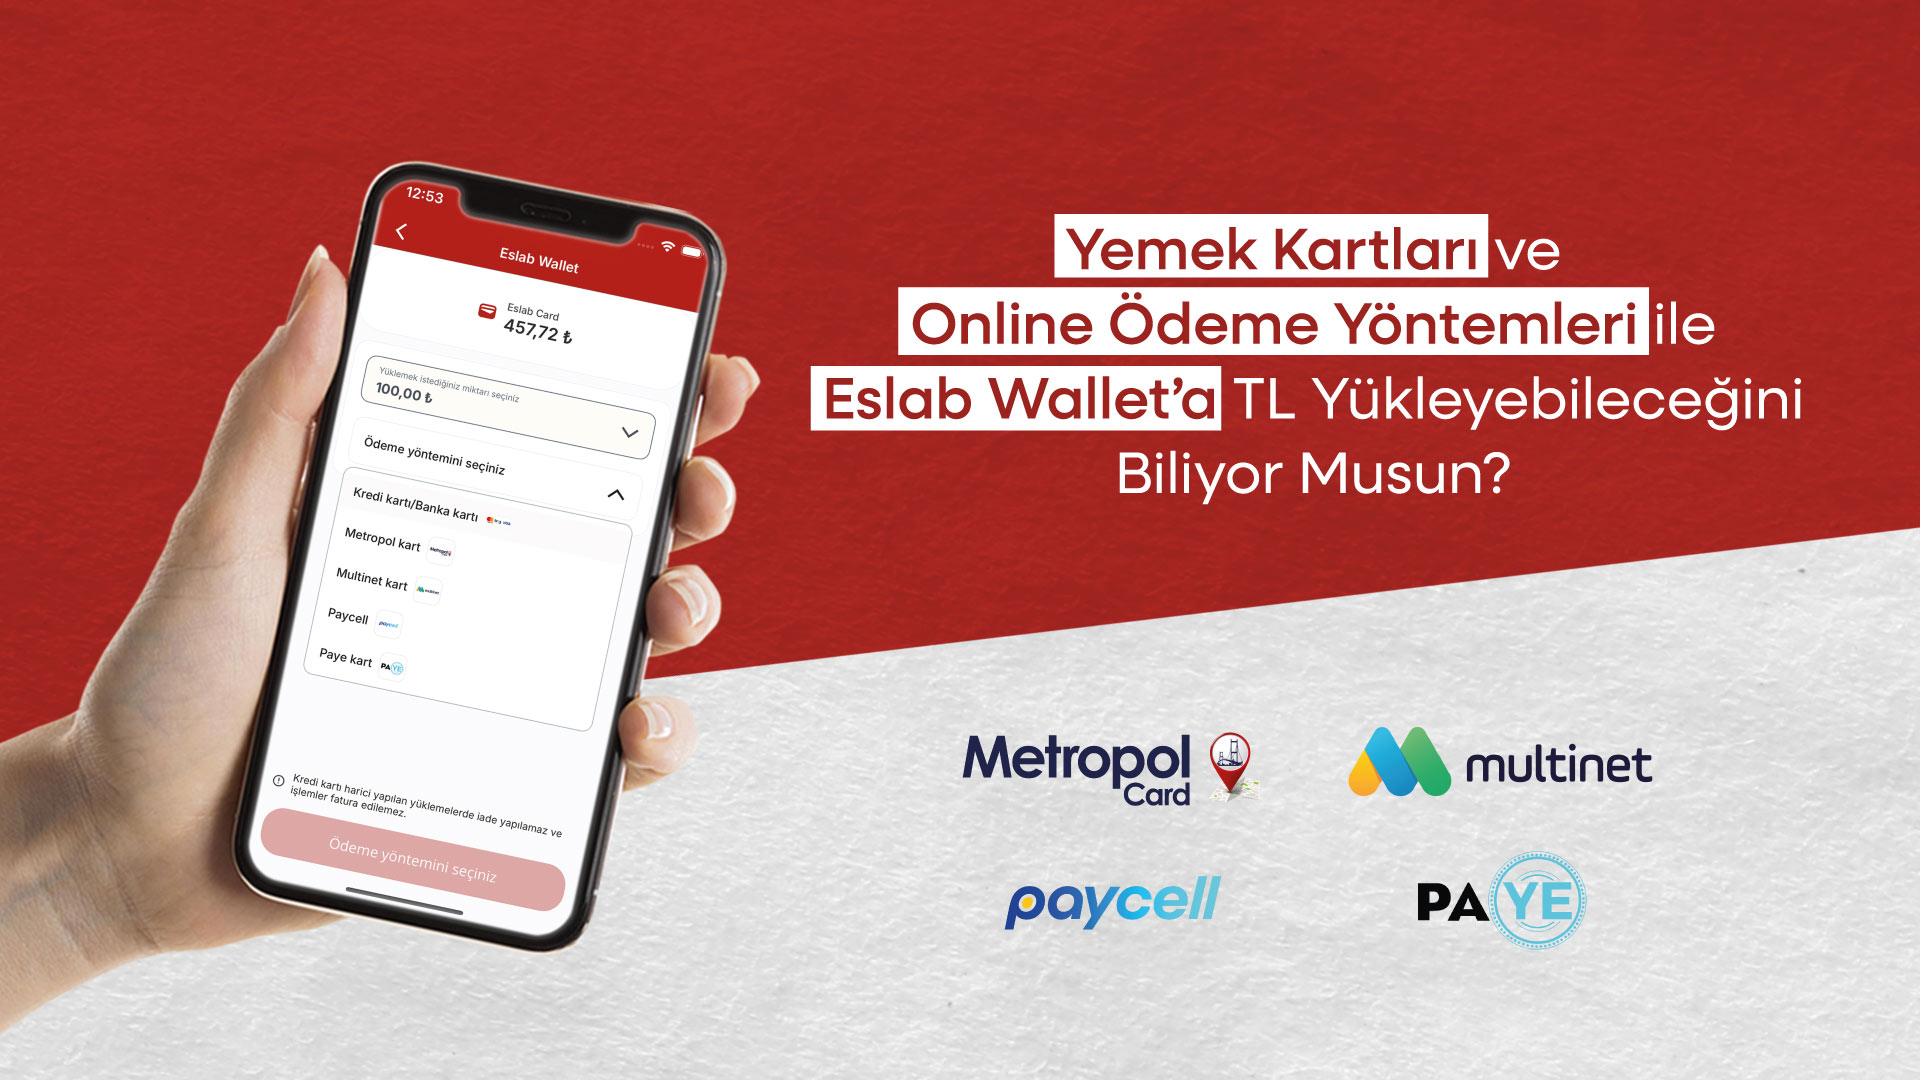 12:53
Eslab Wallet
Eslab Card
457,72 ₺
Yüklemek istediğiniz miktarı seçiniz
100,00 ₺
Ödeme yöntemini seçiniz
Kredi kartı/Banka kartı
Metropol kart
Multinet kart
Paycell
paycell
Paye kart
PAYE
Kredi kartı harici yapılan yüklemelerde iade yapılamaz ve
işlemler fatura edilemez.
Ödeme yöntemini seçiniz
Yemek Kartları ve
Online Ödeme Yöntemleri ile
Eslab Wallet’a TL Yükleyebileceğini
Biliyor Musun?
Metropol
Card
multinet
paycell
PAYE